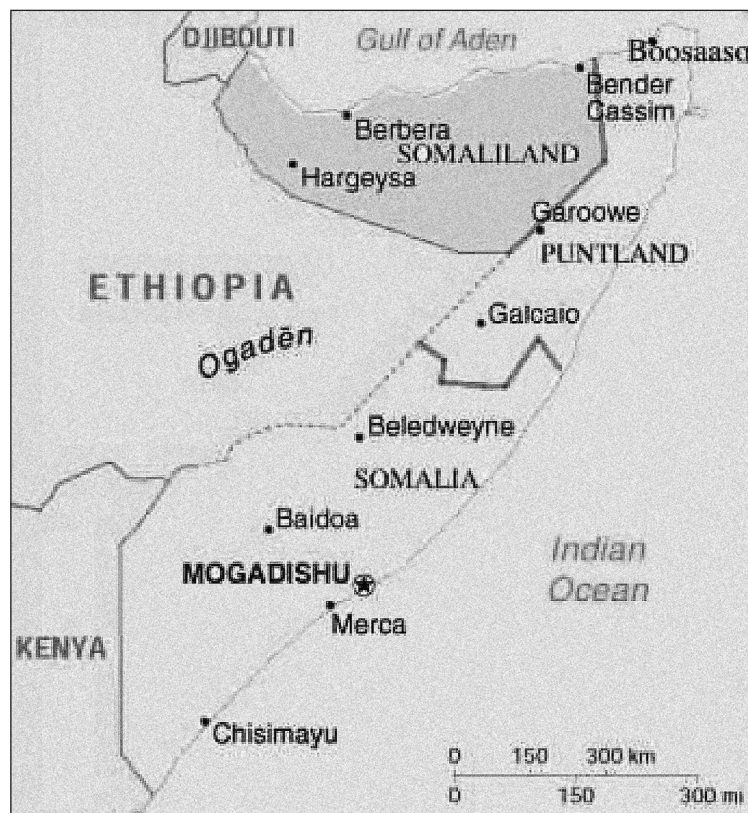 DJIBOUTI
Gulf of Aden
Boosaaso
Bender
Cassim
Berbera
SOMALILAND
Hargeysa
Garoowe
PUNTLAND
ETHIOPIA
Ogadēn
Galcaio
Beledweyne
SOMALIA
Baidoa
MOGADISHU
Indian
Ocean
Merca
KENYA
Chisimayu
0 150 300 km
0 150 300 mi